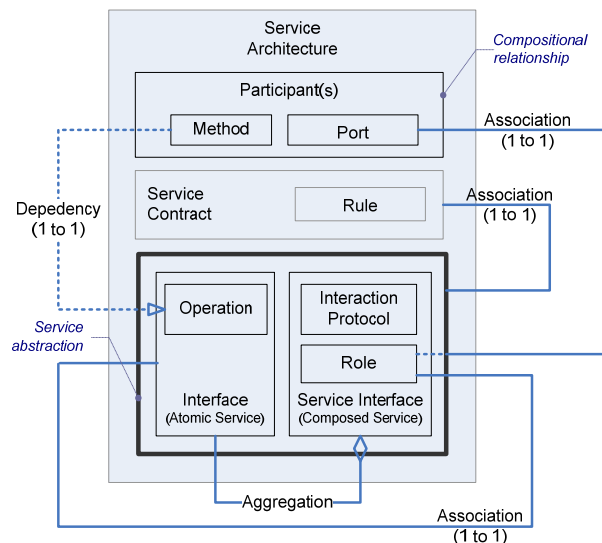 Service
Architecture
Compositional
relationship
Participant(s)
Method
Port
Association
(1 to 1)
Service
Contract
Rule
Association
(1 to 1)
Depedency
(1 to 1)
Operation
Interaction
Protocol
Service
abstraction
Role
Interface
(Atomic Service)
Service Interface
(Composed Service)
Aggregation
Association
(1 to 1)